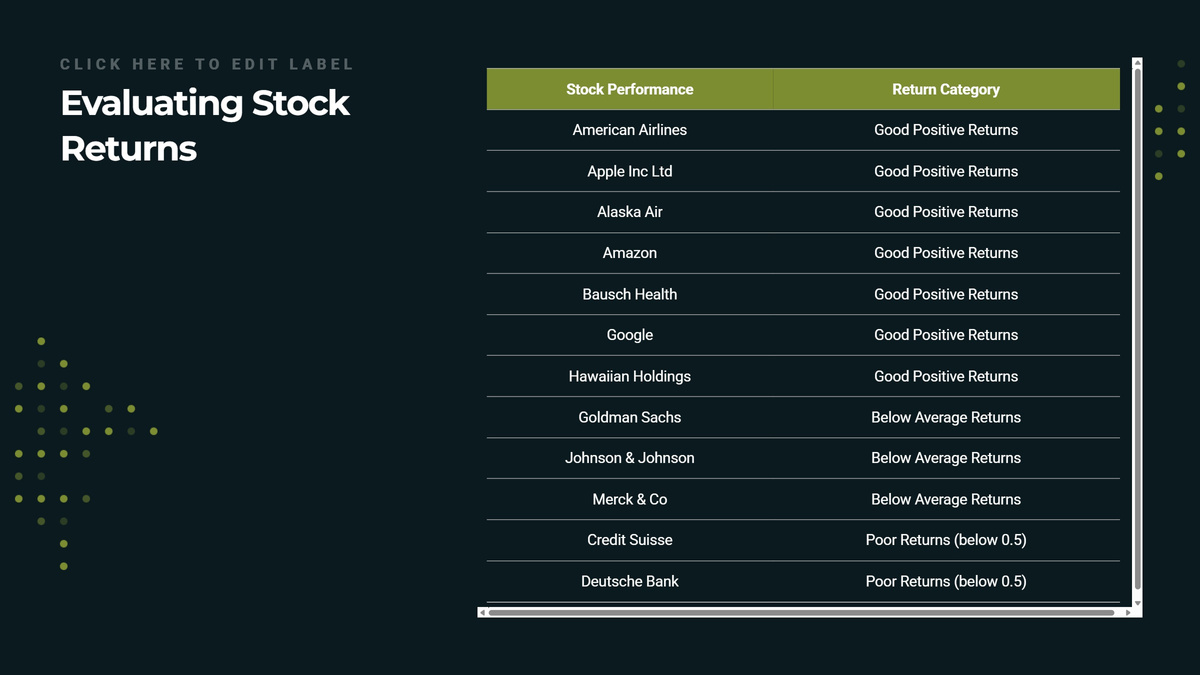 CLICK HERE TO EDIT LABEL
Evaluating Stock
Returns
Stock Performance Return Category
American Airlines Good Positive Returns
Apple Inc Ltd Good Positive Returns
Alaska Air Good Positive Returns
Amazon Good Positive Returns
Bausch Health Good Positive Returns
Google Good Positive Returns
Hawaiian Holdings Good Positive Returns
Goldman Sachs Below Average Returns
Johnson & Johnson Below Average Returns
Merck & Co Below Average Returns
Credit Suisse Poor Returns (below 0.5)
Deutsche Bank Poor Returns (below 0.5)